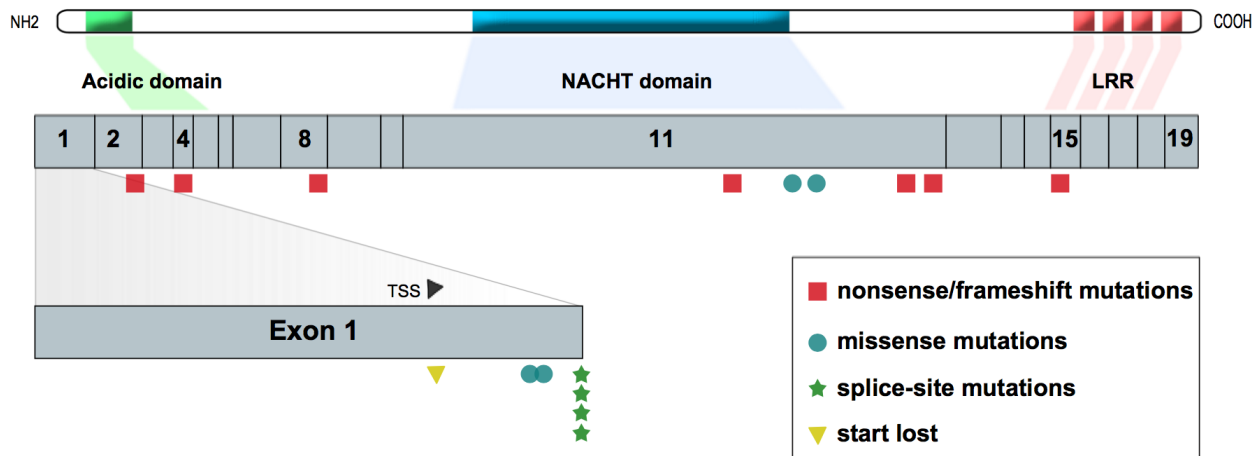 NH2 COOH
Acidic domain NACHT domain LRR
1 2 4 8 11 15 19
TSS
Exon 1
nonsense/frameshift mutations
missense mutations
splice-site mutations
start lost